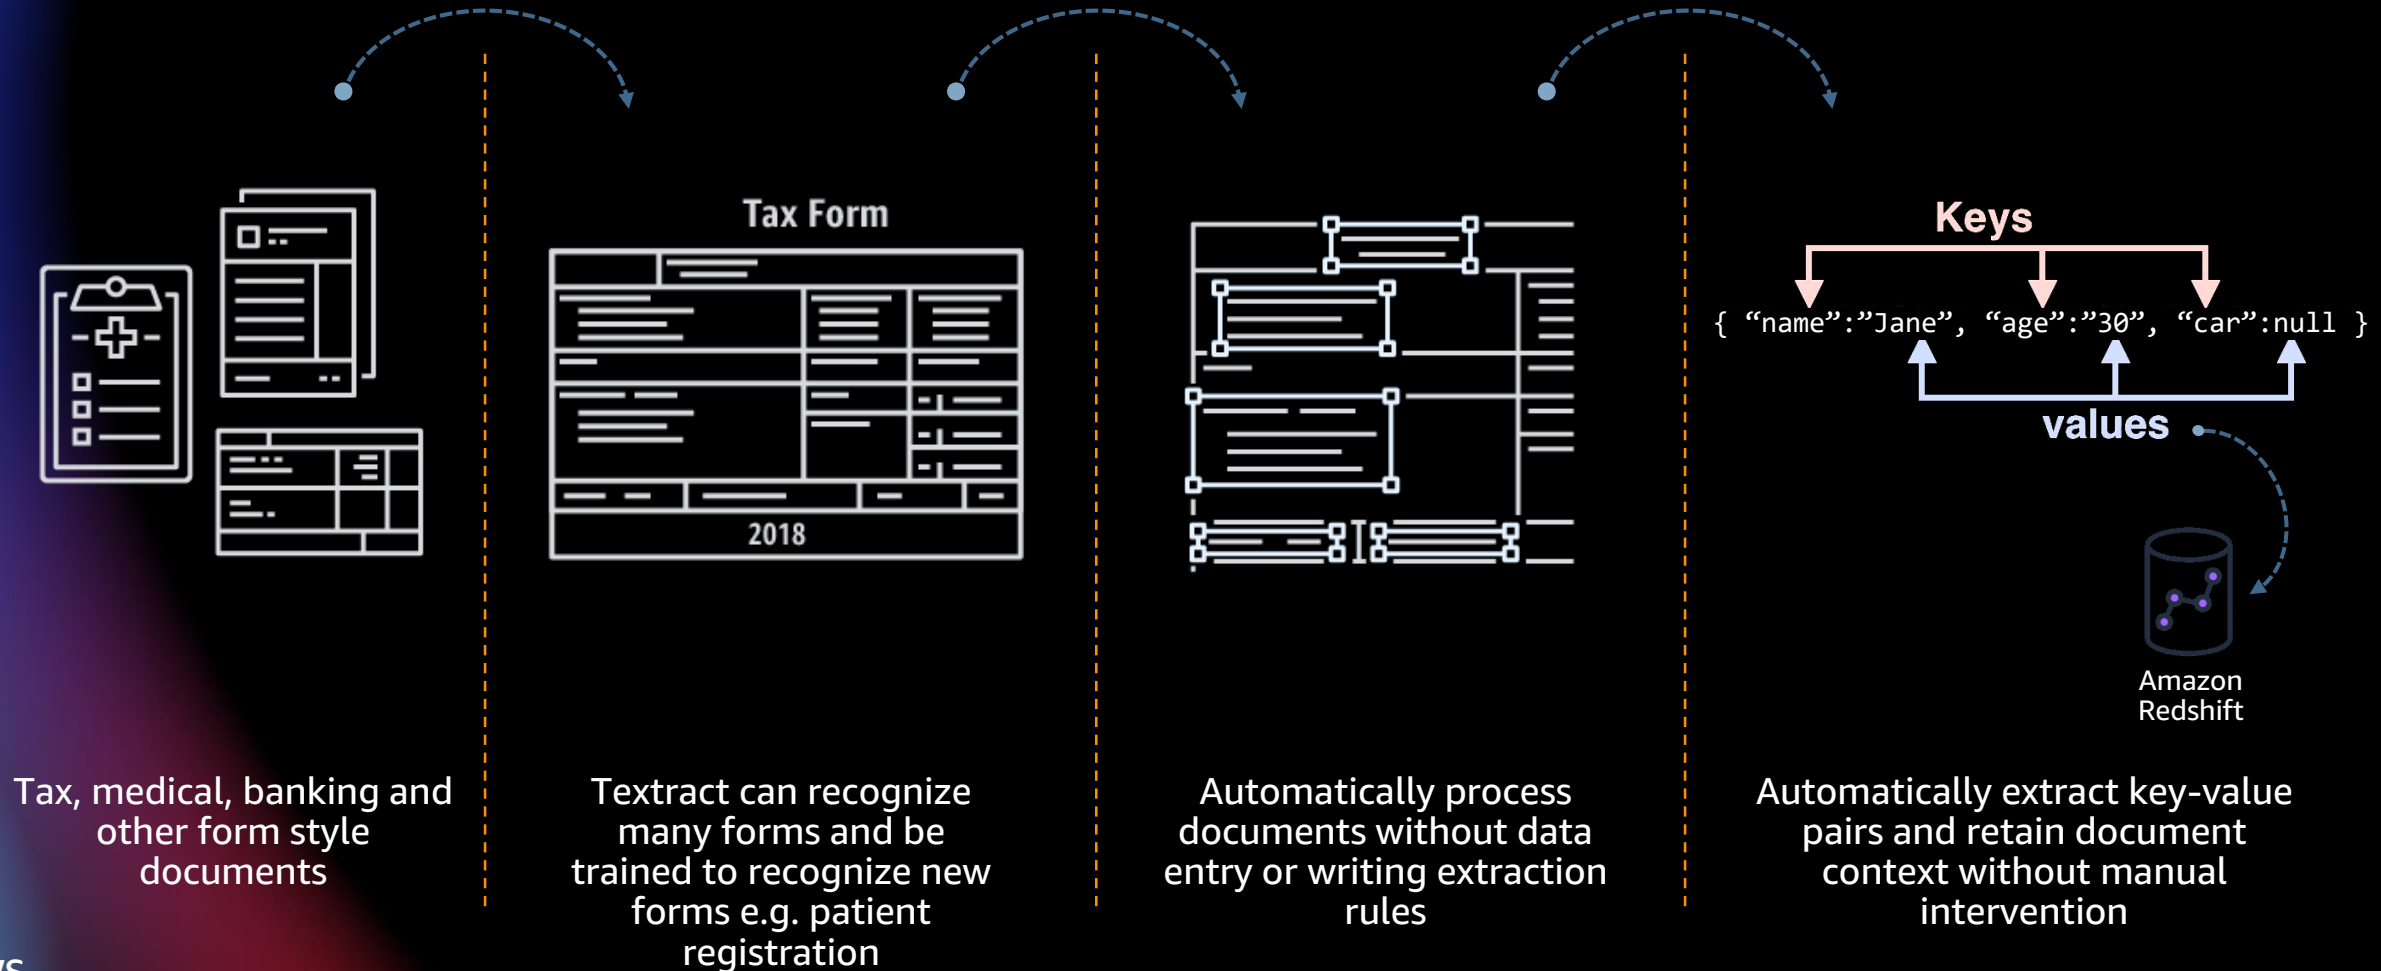 Tax Form
2018
Keys
{ “name”:”Jane”, “age”:”30”, “car”:null }
values
Amazon
Redshift
Tax, medical, banking and
other form style
documents
Textract can recognize
many forms and be
trained to recognize new
forms e.g. patient
registration
Automatically process
documents without data
entry or writing extraction
rules
Automatically extract key-value
pairs and retain document
context without manual
intervention